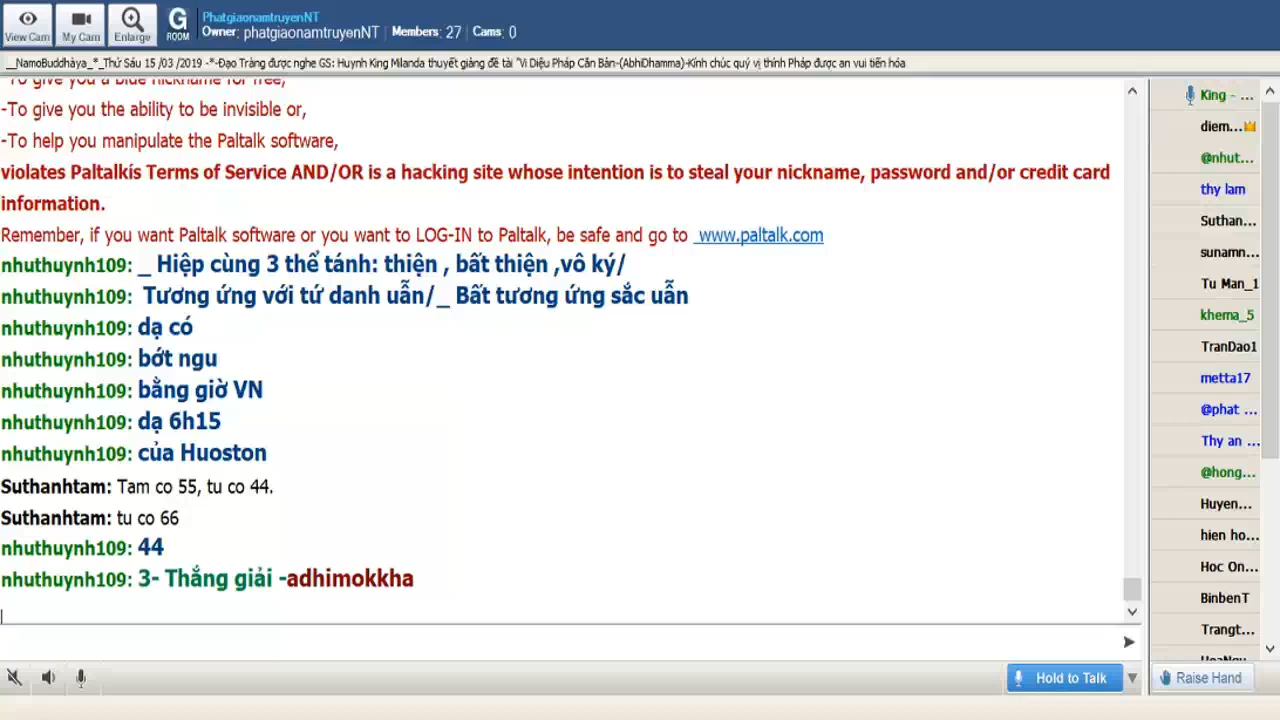 View Cam
My Cam
Enlarge
G
ROOM
PhatgiaonamtruyenNT
Owner: phatgiaonamtruyenNT | Members: 27 | Cams: 0
__NamoBuddhàya_*_Thứ Sáu 15 /03 /2019 -*-Đạo Tràng được nghe GS: Huynh King Milanda thuyết giảng đề tài "Vi Diệu Pháp Căn Bản-(AbhiDhamma)-Kính chúc quý vị thính Pháp được an vui tiến hóa
-To give you a blue nickname for free,
-To give you the ability to be invisible or,
-To help you manipulate the Paltalk software,
violates Paltalkís Terms of Service AND/OR is a hacking site whose intention is to steal your nickname, password and/or credit card
information.
Remember, if you want Paltalk software or you want to LOG-IN to Paltalk, be safe and go to www.paltalk.com
nhuthuynh109: _ Hiệp cùng 3 thể tánh: thiện , bất thiện ,vô ký/
nhuthuynh109: Tương ứng với tứ danh uẩn/_ Bất tương ứng sắc uẩn
nhuthuynh109: dạ có
nhuthuynh109: bớt ngu
nhuthuynh109: bằng giờ VN
nhuthuynh109: dạ 6h15
nhuthuynh109: của Huoston
Suthanhtam: Tam co 55, tu co 44.
Suthanhtam: tu co 66
nhuthuynh109: 44
nhuthuynh109: 3- Thắng giải -adhimokkha
King - ...
diem...
@nhut...
thy lam
Suthan...
sunamn...
Tu Man_1
khema_5
TranDao1
metta17
@phat ...
Thy an ...
@hong...
Huyen...
hien ho...
Hoc On...
BinbenT
Trangt...
Hold to Talk
Raise Hand